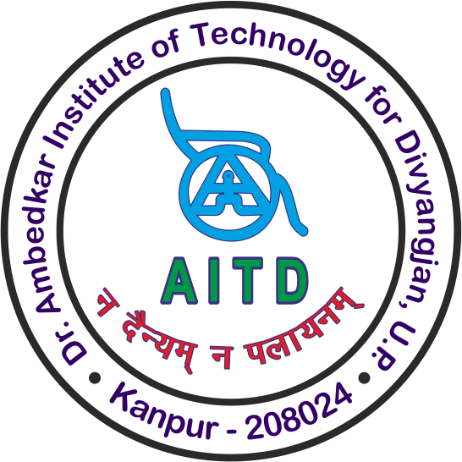 Dr. Ambedkar Institute of Technology for Divyangjan, U.P.
AITD
न दैन्यम् न पलायनम्
Kanpur - 208024